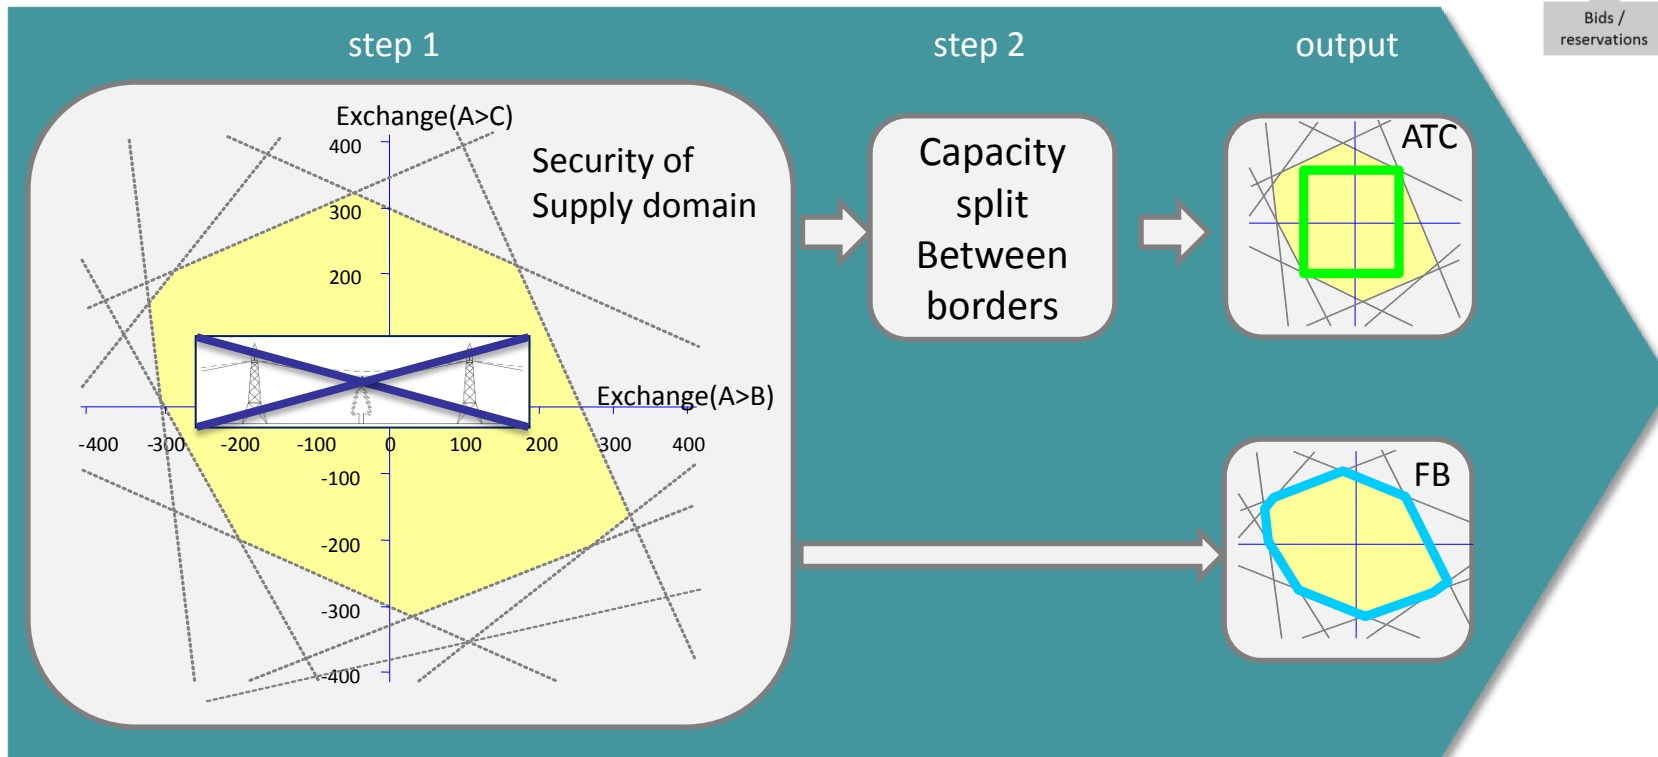 step 1
step 2
output
Bids /
reservations
Exchange(A>C)
400
300
200
Security of
Supply domain
Exchange(A>B)
-400
-300
-200
-100
0
100
200
300
400
-100
-200
-300
-400
Capacity
split
Between
borders
ATC
FB